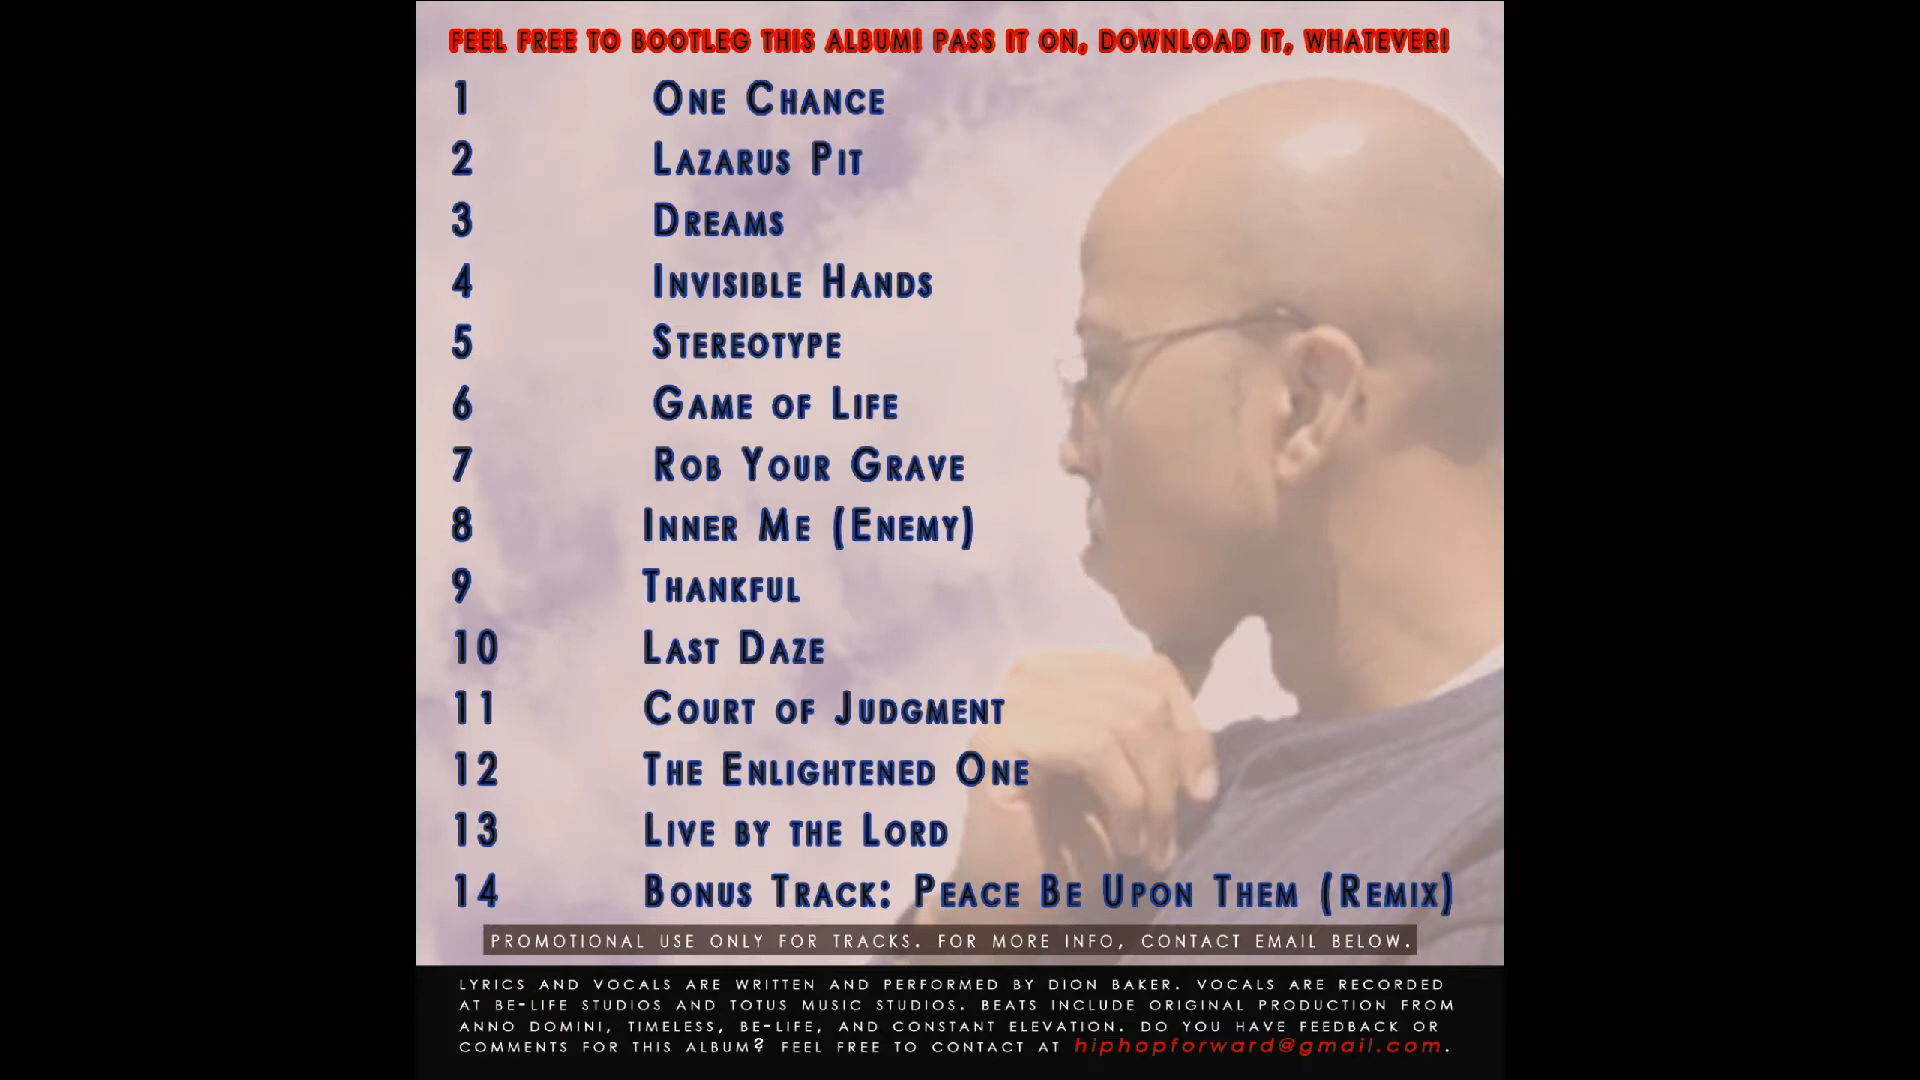 FEEL FREE TO BOOTLEG THIS ALBUM! PASS IT ON, DOWNLOAD IT, WHATEVER!
1 ONE CHANCE
2 LAZARUS PIT
3 DREAMS
4 INVISIBLE HANDS
5 STEREOTYPE
6 GAME OF LIFE
7 ROB YOUR GRAVE
8 INNER ME (ENEMY)
9 THANKFUL
10 LAST DAZE
11 COURT OF JUDGMENT
12 THE ENLIGHTENED ONE
13 LIVE BY THE LORD
14 BONUS TRACK: PEACE BE UPON THEM (REMIX)
PROMOTIONAL USE ONLY FOR TRACKS. FOR MORE INFO, CONTACT EMAIL BELOW.
LYRICS AND VOCALS ARE WRITTEN AND PERFORMED BY DION BAKER. VOCALS ARE RECORDED
AT BE-LIFE STUDIOS AND TOTUS MUSIC STUDIOS. BEATS INCLUDE ORIGINAL PRODUCTION FROM
ANNO DOMINI, TIMELESS, BE-LIFE, AND CONSTANT ELEVATION. DO YOU HAVE FEEDBACK OR
COMMENTS FOR THIS ALBUM? FEEL FREE TO CONTACT AT hiphopforward@gmail.com.